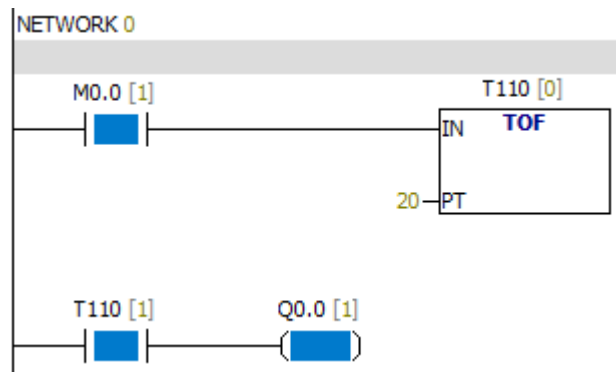 NETWORK 0
M0.0 [1]
T110 [0]
IN TOF
20 PT
T110 [1] Q0.0 [1]